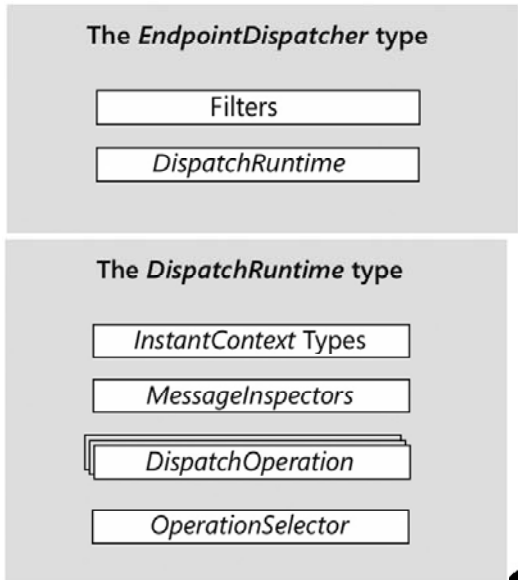 The EndpointDispatcher type
Filters
DispatchRuntime
The DispatchRuntime type
InstantContext Types
MessageInspectors
DispatchOperation
OperationSelector